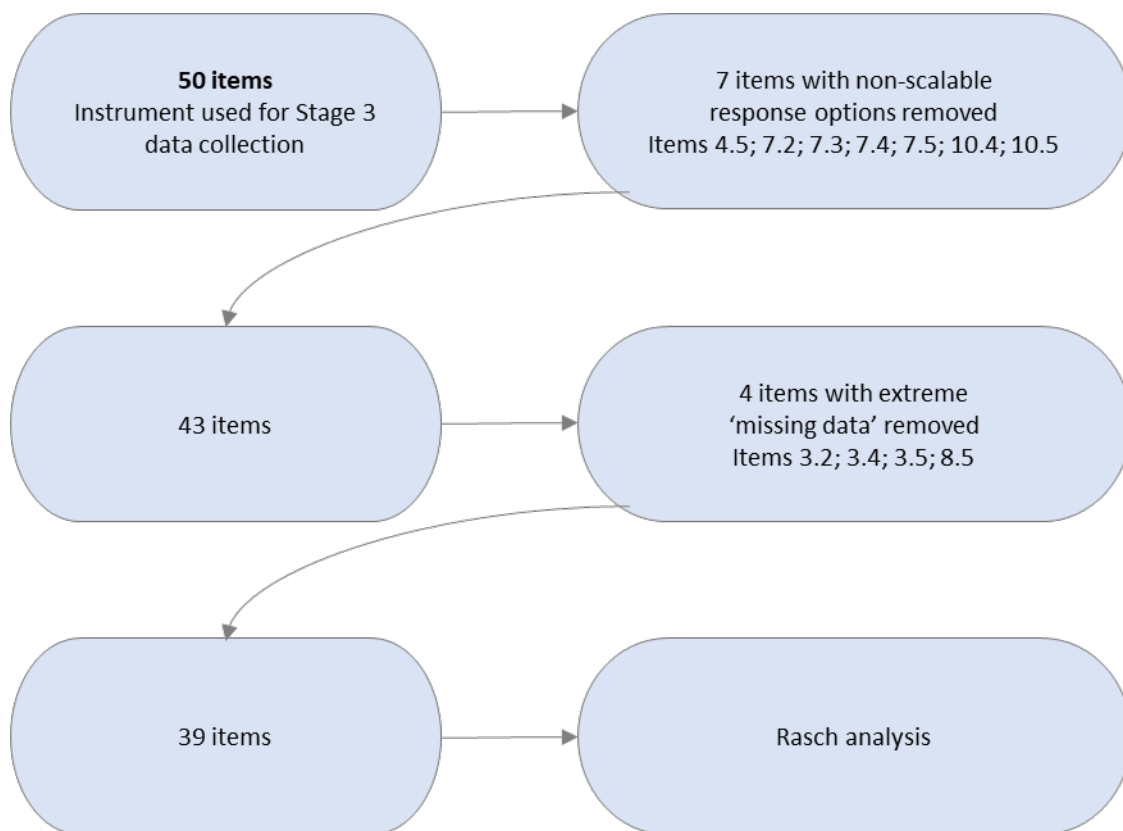 50 items
Instrument used for Stage 3
data collection
7 items with non-scalable
response options removed
Items 4.5; 7.2; 7.3; 7.4; 7.5; 10.4; 10.5
43 items
4 items with extreme
‘missing data’ removed
Items 3.2; 3.4; 3.5; 8.5
39 items
Rasch analysis